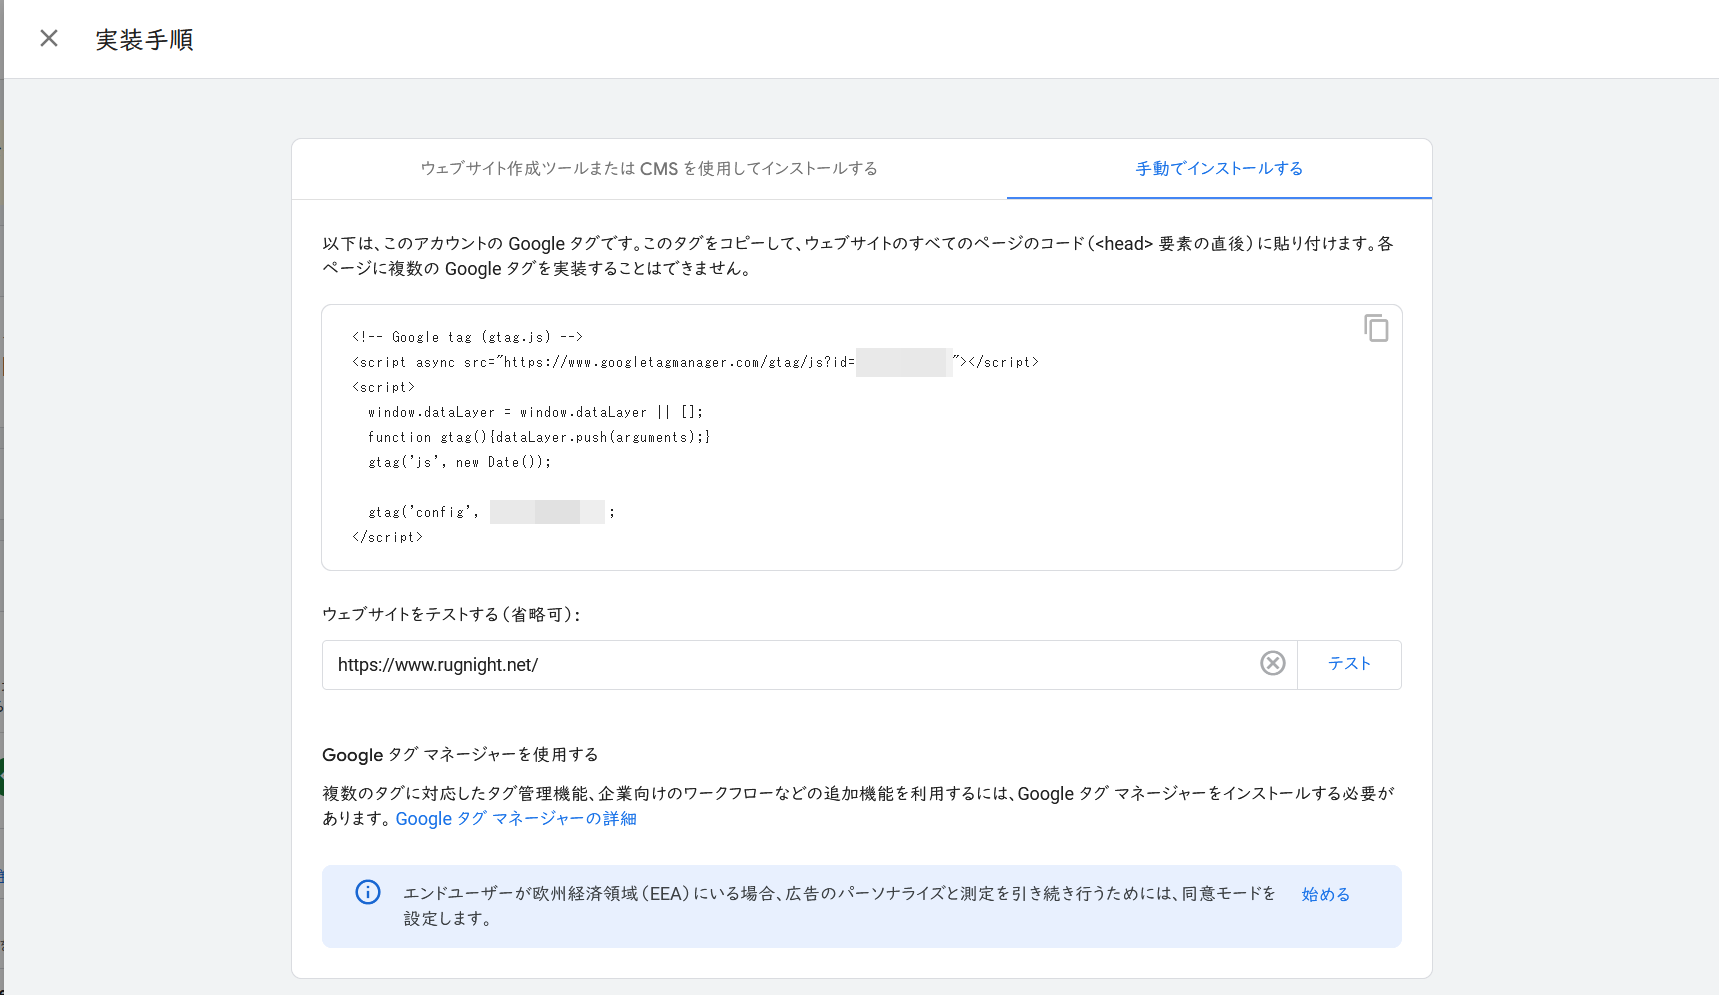 実装手順
ウェブサイト作成ツールまたは CMS を使用してインストールする
手動でインストールする
以下は、このアカウントの Google タグです。このタグをコピーして、ウェブサイトのすべてのページのコード（<head> 要素の直後）に貼り付けます。各
ページに複数の Google タグを実装することはできません。
<!-- Google tag (gtag.js) -->
<script async src="https://www.googletagmanager.com/gtag/js?id="></script>
<script>
window.dataLayer = window.dataLayer || [];
function gtag(){dataLayer.push(arguments);}
gtag('js', new Date());
gtag('config', ;
</script>
ウェブサイトをテストする（省略可）：
https://www.rugnight.net/
テスト
Google タグ マネージャーを使用する
複数のタグに対応したタグ管理機能、企業向けのワークフローなどの追加機能を利用するには、Google タグ マネージャーをインストールする必要が
あります。 Google タグ マネージャーの詳細
エンドユーザーが欧州経済領域（EEA）にいる場合、広告のパーソナライズと測定を引き続き行うためには、同意モードを
設定します。
始める